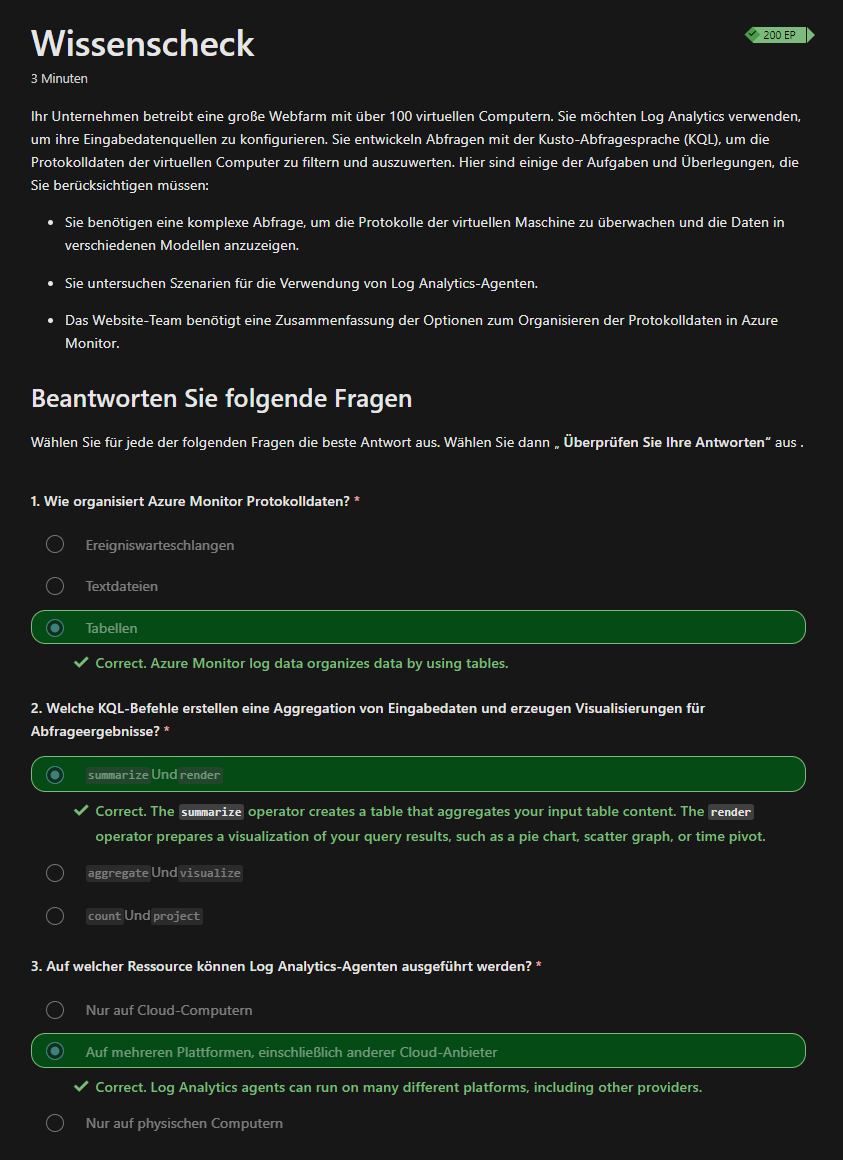 Wissenscheck
200 EP
3 Minuten
Ihr Unternehmen betreibt eine große Webfarm mit über 100 virtuellen Computern. Sie möchten Log Analytics verwenden,
um ihre Eingabedatenquellen zu konfigurieren. Sie entwickeln Abfragen mit der Kusto-Abfragesprache (KQL), um die
Protokolldaten der virtuellen Computer zu filtern und auszuwerten. Hier sind einige der Aufgaben und Überlegungen, die
Sie berücksichtigen müssen:
• Sie benötigen eine komplexe Abfrage, um die Protokolle der virtuellen Maschine zu überwachen und die Daten in
verschiedenen Modellen anzuzeigen.
• Sie untersuchen Szenarien für die Verwendung von Log Analytics-Agenten.
• Das Website-Team benötigt eine Zusammenfassung der Optionen zum Organisieren der Protokolldaten in Azure
Monitor.
Beantworten Sie folgende Fragen
Wählen Sie für jede der folgenden Fragen die beste Antwort aus. Wählen Sie dann „ Überprüfen Sie Ihre Antworten“ aus .
1. Wie organisiert Azure Monitor Protokolldaten? *
Ereigniswarteschlangen
Textdateien
Tabellen
Correct. Azure Monitor log data organizes data by using tables.
2. Welche KQL-Befehle erstellen eine Aggregation von Eingabedaten und erzeugen Visualisierungen für
Abfrageergebnisse? *
summarizeUndrender
Correct. The summarize operator creates a table that aggregates your input table content. The render
operator prepares a visualization of your query results, such as a pie chart, scatter graph, or time pivot.
aggregateUndvisualize
countUndproject
3. Auf welcher Ressource können Log Analytics-Agenten ausgeführt werden? *
Nur auf Cloud-Computern
Auf mehreren Plattformen, einschließlich anderer Cloud-Anbieter
Correct. Log Analytics agents can run on many different platforms, including other providers.
Nur auf physischen Computern